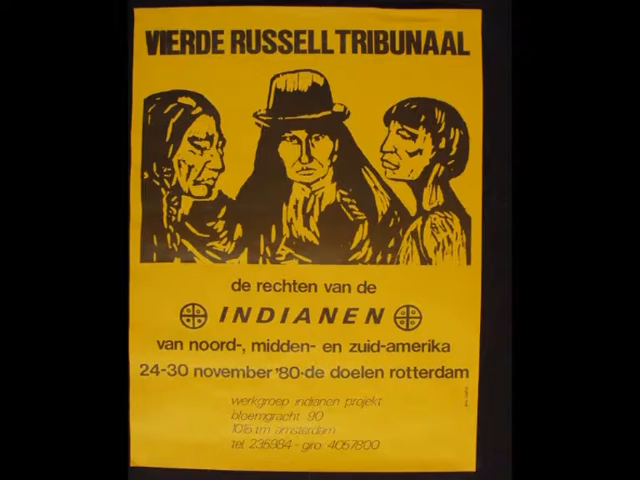 VIERDE RUSSELL TRIBUNAAL
de rechten van de
INDIANEN
van noord-, midden- en zuid-amerika
24-30 november '80·de doelen rotterdam
werkgroep indianen projekt
bloemgracht 90
1015 tm amsterdam
tel. 235984 - giro 4057800